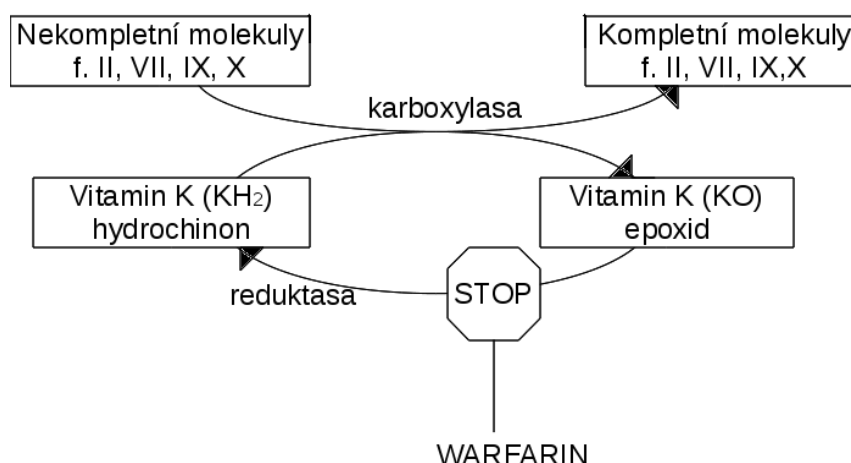 Nekompletní molekuly
f. II, VII, IX, X
Kompletní molekuly
f. II, VII, IX,X
karboxylasa
Vitamin K (KH₂)
hydrochinon
Vitamin K (KO)
epoxid
STOP
reduktasa
WARFARIN